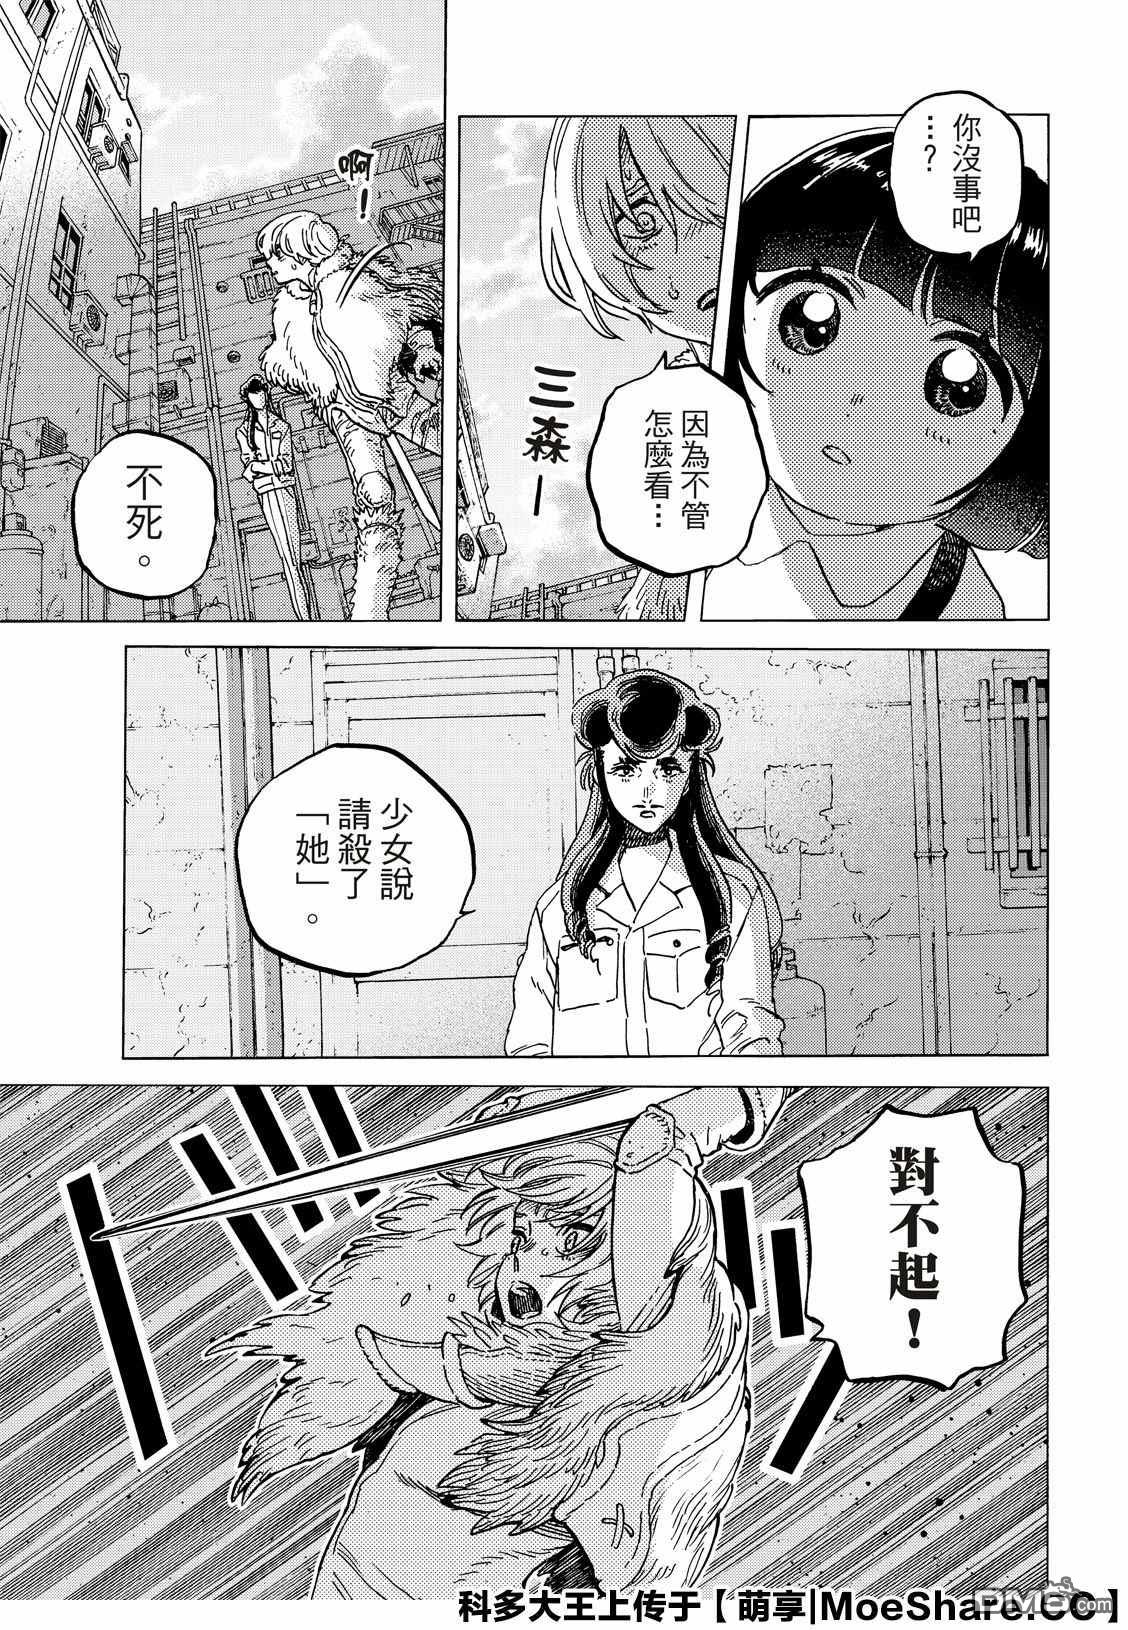 你沒事吧
…?
因為不管
怎麼看…
三森ー
啊！
不死。
少女說
請殺了
「她」。
對不起！
科多大王上传于【萌享|MoeShare.CC】